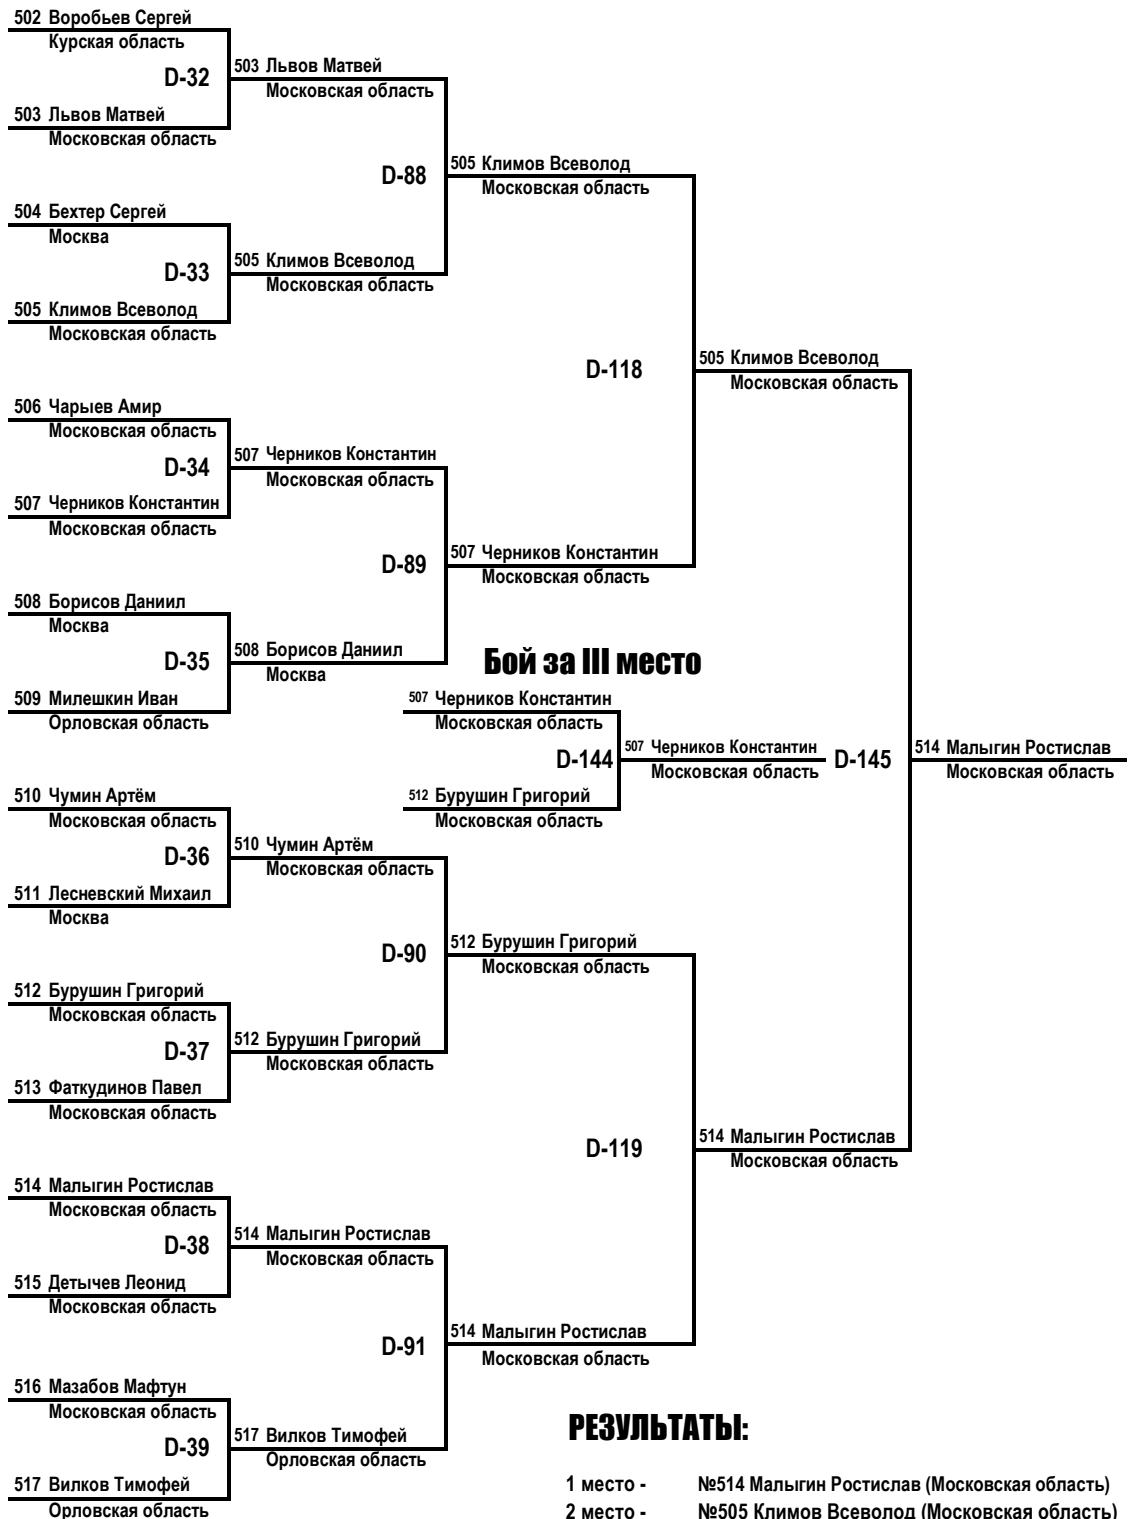 502 Воробьев Сергей
Курская область
D-32
503 Львов Матвей
Московская область
503 Львов Матвей
Московская область
D-88
505 Климов Всеволод
Московская область
504 Бехтер Сергей
Москва
D-33
505 Климов Всеволод
Московская область
505 Климов Всеволод
Московская область
D-118
505 Климов Всеволод
Московская область
506 Чарыев Амир
Московская область
D-34
507 Черников Константин
Московская область
507 Черников Константин
Московская область
D-89
507 Черников Константин
Московская область
508 Борисов Даниил
Москва
D-35
508 Борисов Даниил
Москва
509 Милешкин Иван
Орловская область
Бой за III место
507 Черников Константин
Московская область
D-144
507 Черников Константин
Московская область
512 Бурушин Григорий
Московская область
D-145
514 Малыгин Ростислав
Московская область
510 Чумин Артём
Московская область
D-36
510 Чумин Артём
Московская область
511 Лесневский Михаил
Москва
D-90
512 Бурушин Григорий
Московская область
512 Бурушин Григорий
Московская область
D-37
512 Бурушин Григорий
Московская область
513 Фаткудинов Павел
Московская область
D-119
514 Малыгин Ростислав
Московская область
514 Малыгин Ростислав
Московская область
D-38
514 Малыгин Ростислав
Московская область
515 Детычев Леонид
Московская область
D-91
514 Малыгин Ростислав
Московская область
516 Мазабов Мафтун
Московская область
D-39
517 Вилков Тимофей
Орловская область
517 Вилков Тимофей
Орловская область
РЕЗУЛЬТАТЫ:
1 место - №514 Малыгин Ростислав (Московская область)
2 место - №505 Климов Всеволод (Московская область)